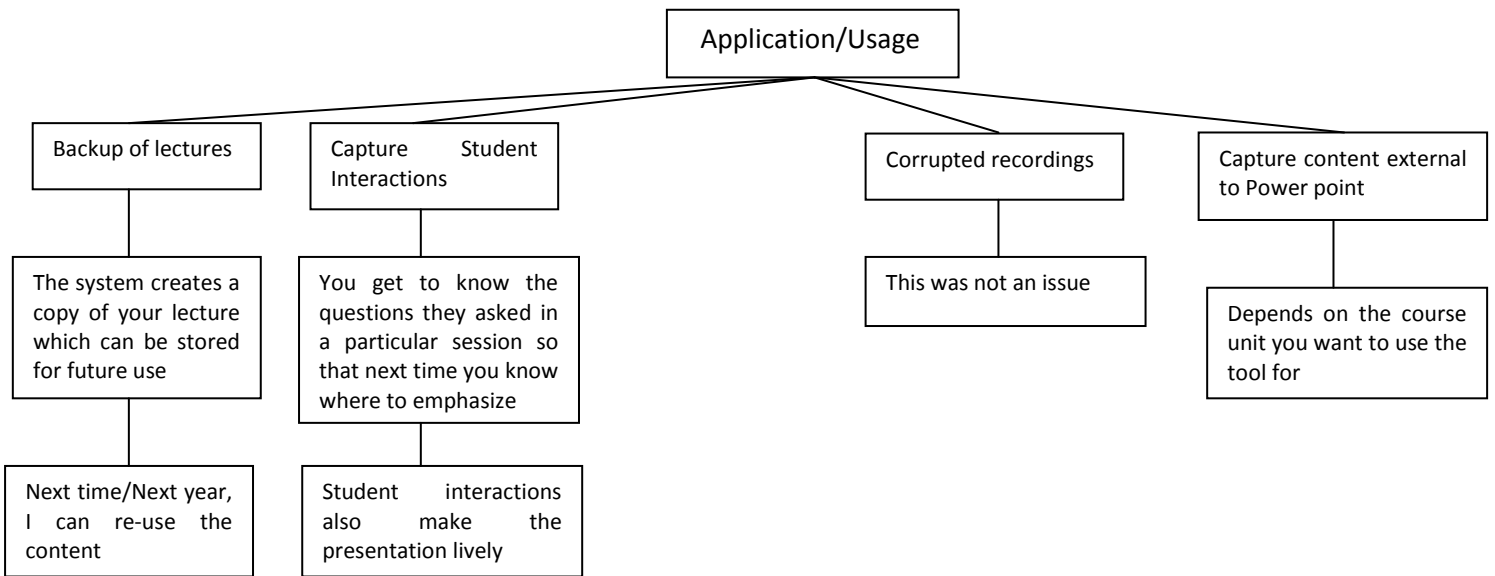 Application/Usage
Backup of lectures
Capture Student
Interactions
Corrupted recordings
Capture content external
to Power point
The system creates a
copy of your lecture
which can be stored
for future use
You get to know the
questions they asked in
a particular session so
that next time you know
where to emphasize
This was not an issue
Depends on the course
unit you want to use the
tool for
Next time/Next year,
I can re-use the
content
Student interactions
also make the
presentation lively